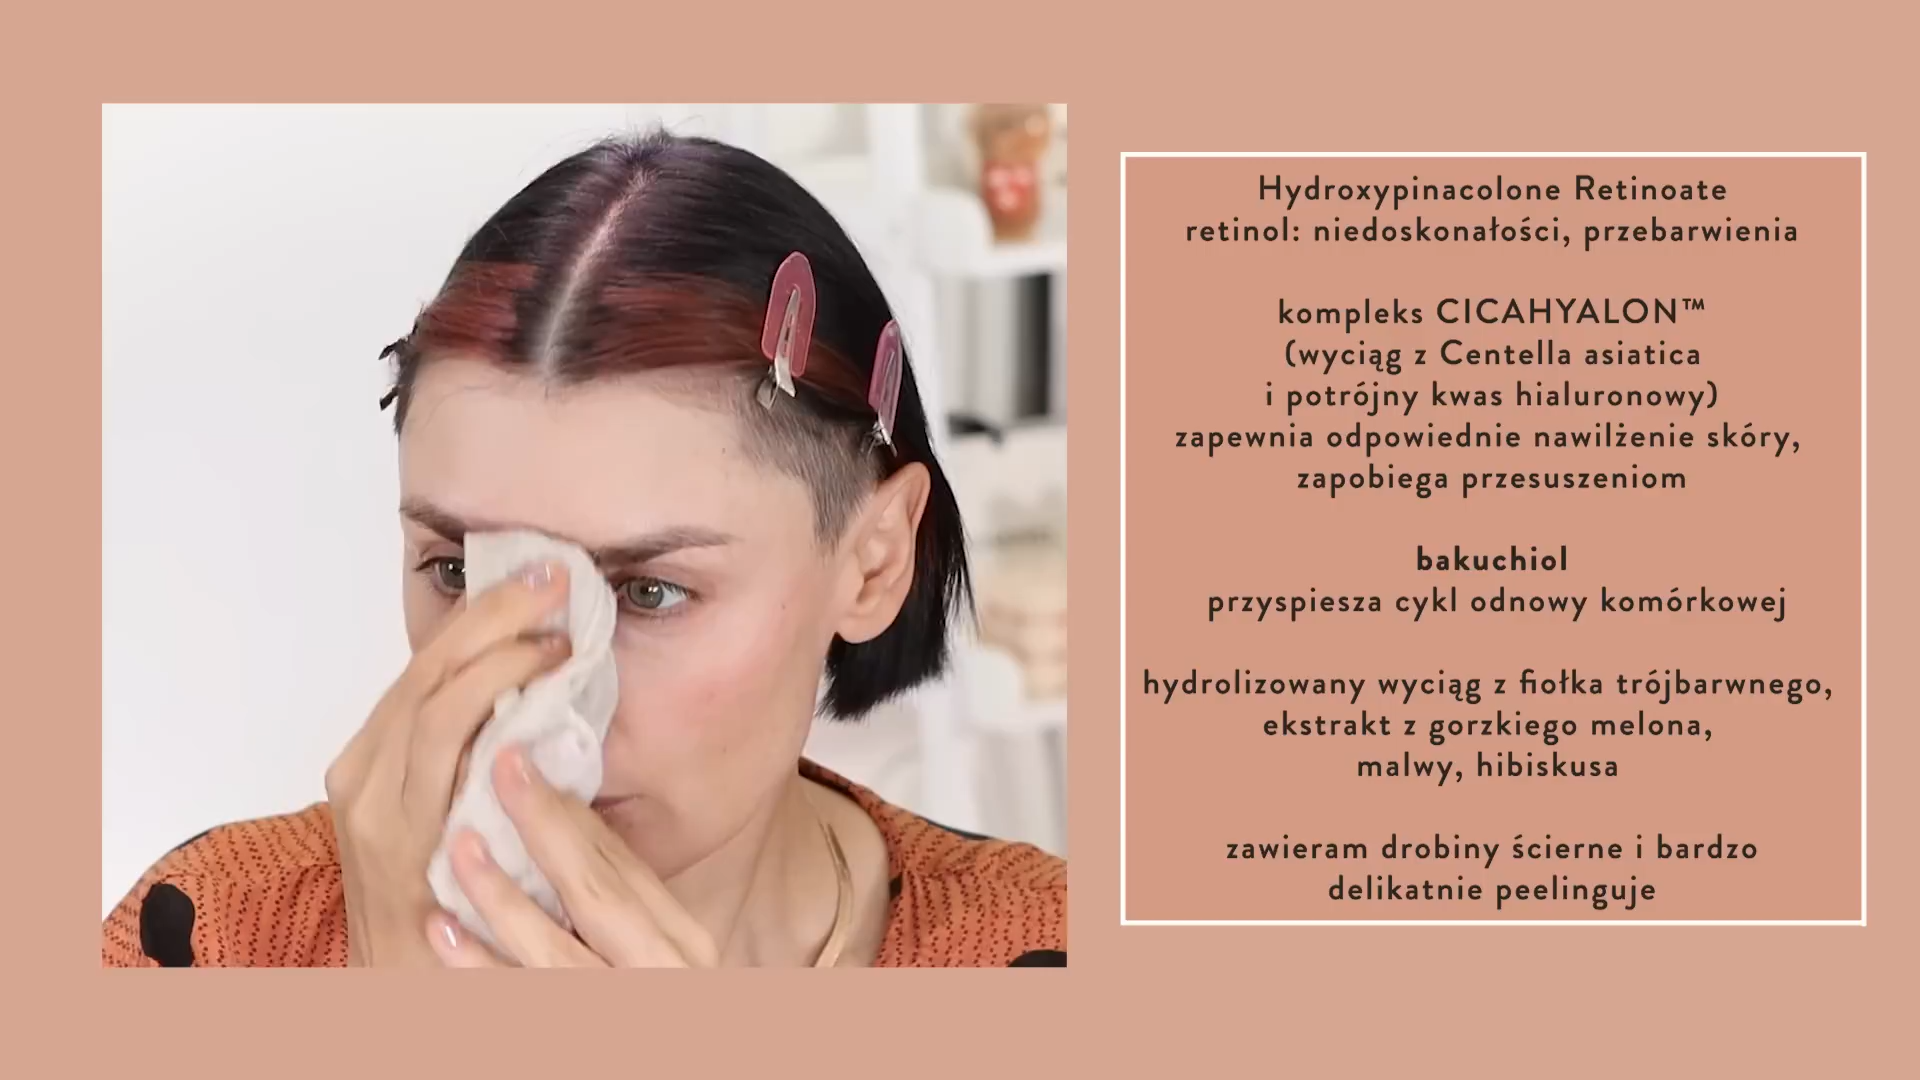 Hydroxypinacolone Retinoate
retinol: niedoskonałości, przebarwienia
kompleks CICAHYALON™
(wyciąg z Centella asiatica
i potrójny kwas hialuronowy)
zapewnia odpowiednie nawilżenie skóry,
zapobiega przesuszeniom
bakuchiol
przyspiesza cykl odnowy komórkowej
hydrolizowany wyciąg z fiołka trójbarwnego,
ekstrakt z gorzkiego melona,
malwy, hibiskusa
zawieram drobiny ścierne i bardzo
delikatnie peelinguje